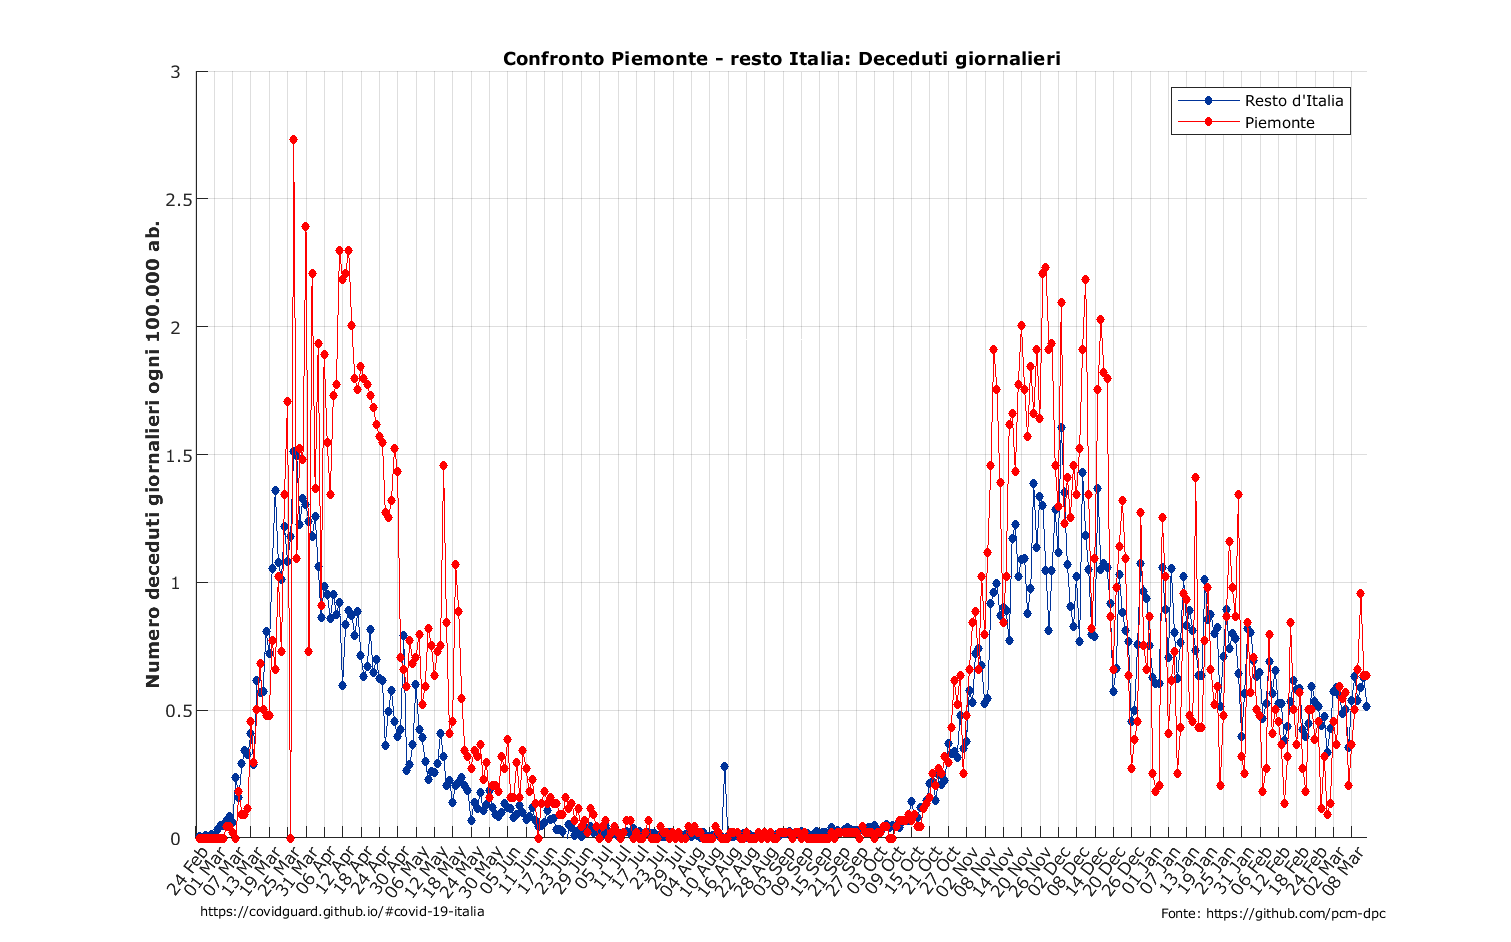 Confronto Piemonte - resto Italia: Deceduti giornalieri
Resto d'Italia
Piemonte
Numero deceduti giornalieri ogni 100.000 ab.
3
2.5
2
1.5
1
0.5
0
24 Feb
01 Mar
07 Mar
13 Mar
19 Mar
25 Mar
31 Mar
06 Apr
12 Apr
18 Apr
24 Apr
30 Apr
06 May
12 May
18 May
24 May
30 May
05 Jun
11 Jun
17 Jun
23 Jun
29 Jun
05 Jul
11 Jul
17 Jul
23 Jul
29 Jul
04 Aug
10 Aug
16 Aug
22 Aug
28 Aug
03 Sep
09 Sep
15 Sep
21 Sep
27 Sep
03 Oct
09 Oct
15 Oct
21 Oct
27 Oct
02 Nov
08 Nov
14 Nov
20 Nov
26 Nov
02 Dec
08 Dec
14 Dec
20 Dec
26 Dec
01 Jan
07 Jan
13 Jan
19 Jan
25 Jan
31 Jan
06 Feb
12 Feb
18 Feb
24 Feb
02 Mar
08 Mar
https://covidguard.github.io/#covid-19-italia
Fonte: https://github.com/pcm-dpc